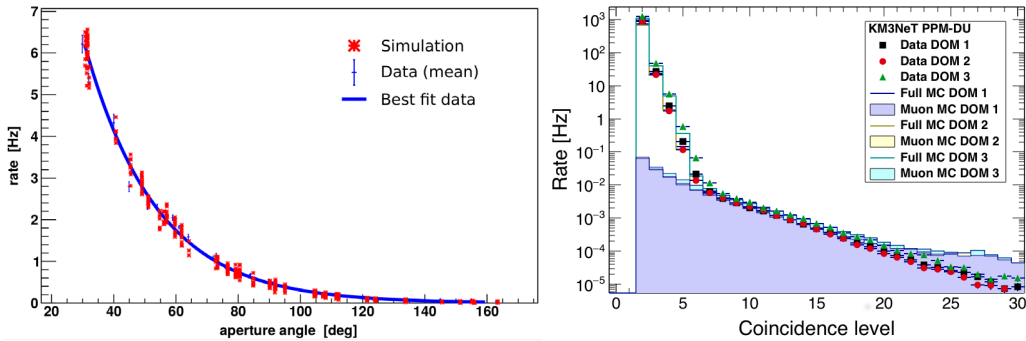 7
6
5
4
3
2
1
0
rate [Hz]
20 40 60 80 100 120 140 160
aperture angle [deg]
Simulation
Data (mean)
Best fit data
10³
10²
10
1
10⁻¹
10⁻²
10⁻³
10⁻⁴
10⁻⁵
Rate [Hz]
0 5 10 15 20 25 30
Coincidence level
KM3NeT PPM-DU
Data DOM 1
Data DOM 2
Data DOM 3
Full MC DOM 1
Muon MC DOM 1
Full MC DOM 2
Muon MC DOM 2
Full MC DOM 3
Muon MC DOM 3